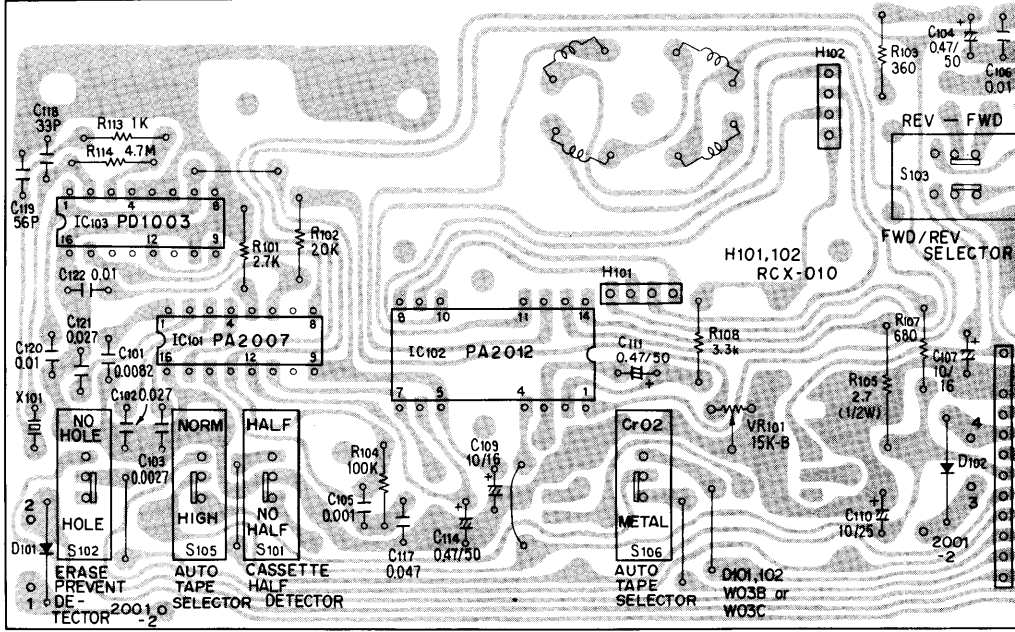 C118
33P
R113 1K
R114 4.7M
C119
56P
1 4 8
IC103 PD1003
16 12 9
R101
2.7K
R102
20K
C122 0.01
H102
R103
360
C104
0.47/
50
C106
0.01
REV — FWD
S103
FWD/REV
SELECTOR
H101,102
RCX-010
H101
C120
0.01
C121
0.027
C101
0.0082
1 4 8
IC101 PA2007
16 12 9
8 10 11 14
IC102 PA2012
7 5 4 1
C111
0.47/50
R108
3.3k
R107
680
C107
10/
16
R105
2.7
(1/2W)
X101
C102 0.027
C103
0.0027
NO
HOLE
HOLE
S102
NORM
HIGH
S105
HALF
NO
HALF
S101
R104
100K
C105
0.001
C109
10/16
C117
0.047
C114
0.47/50
CrO2
METAL
S106
VR101
15K-B
4
D102
3
C110
10/25
2001
-2
2
D101
1
ERASE
PREVENT
DE-
TECTOR
2001
-2
AUTO
TAPE
SELECTOR
CASSETTE
HALF
DETECTOR
AUTO
TAPE
SELECTOR
D101,102
W03B or
W03C